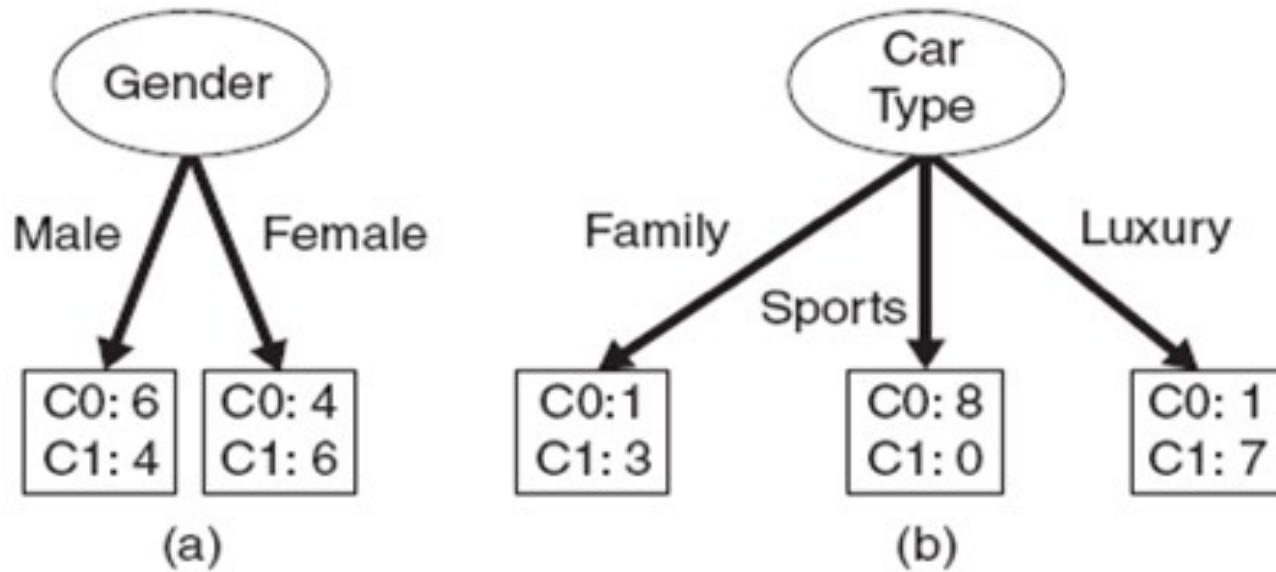 Gender
Male
Female
C0: 6
C1: 4
C0: 4
C1: 6
(a)
Car
Type
Family
Sports
Luxury
C0:1
C1: 3
C0: 8
C1: 0
C0: 1
C1: 7
(b)